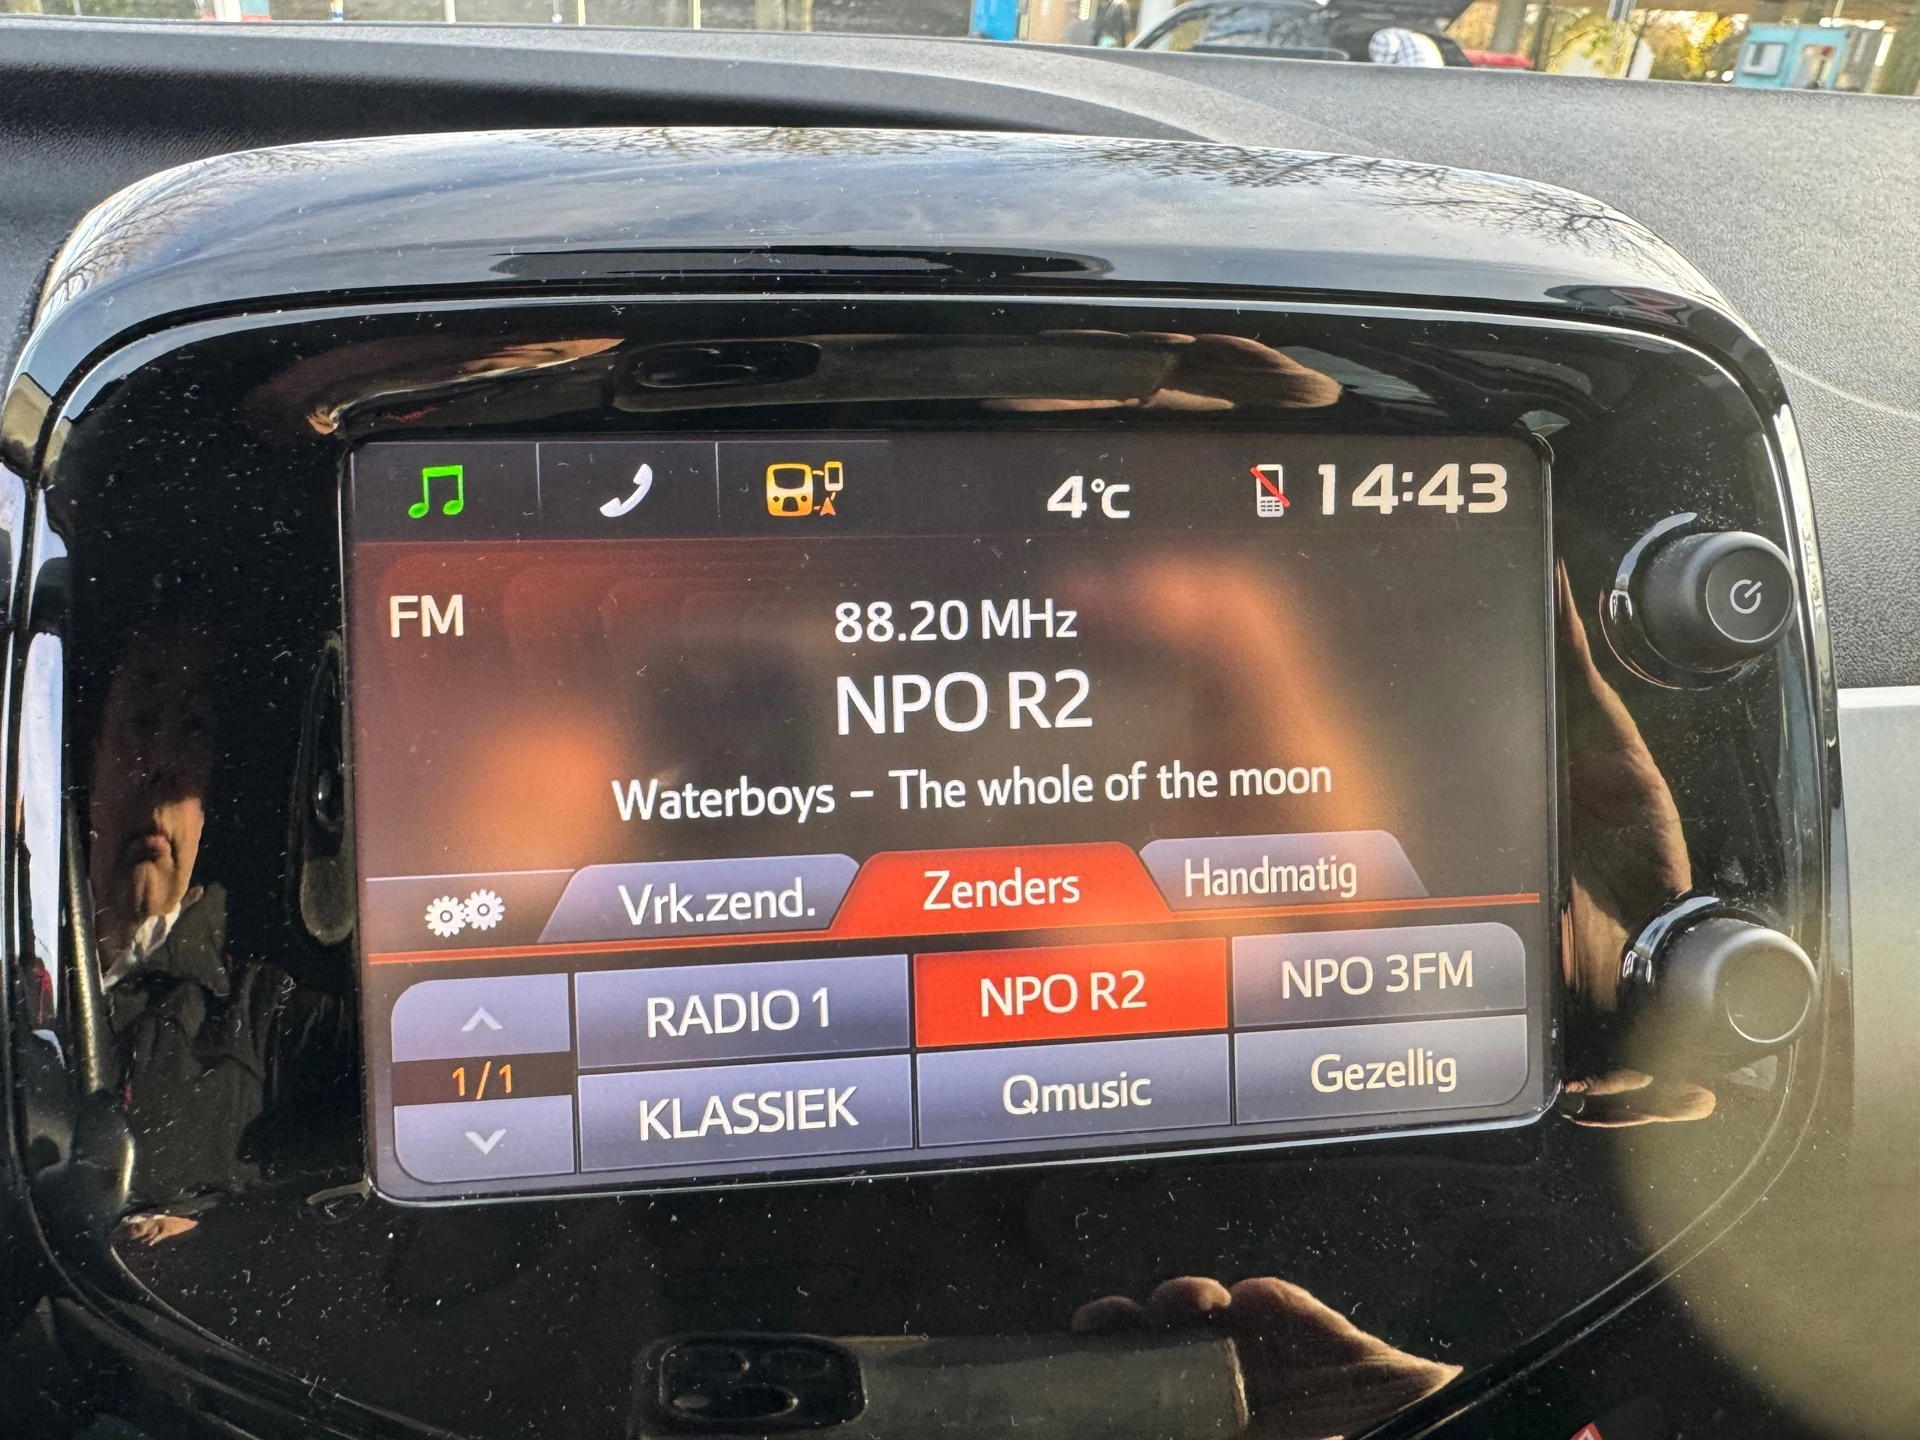 4°C 14:43
FM
88.20 MHz
NPO R2
Waterboys – The whole of the moon
Vrk.zend. Zenders Handmatig
RADIO 1 NPO R2 NPO 3FM
1/1
KLASSIEK Qmusic Gezellig